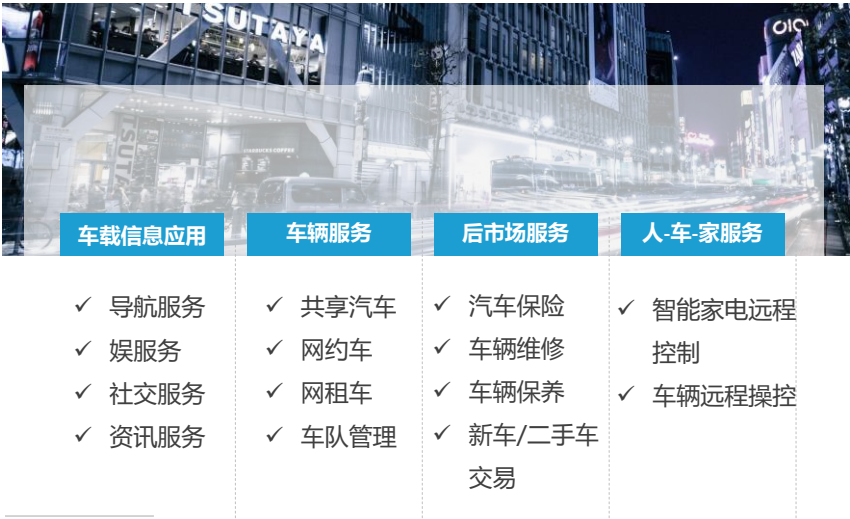 TSUTAYA
OIOI
TSUTA
STARBUCKS COFFEE
车载信息应用
车辆服务
后市场服务
人-车-家服务
✓ 导航服务
✓ 娱服务
✓ 社交服务
✓ 资讯服务
✓ 共享汽车
✓ 网约车
✓ 网租车
✓ 车队管理
✓ 汽车保险
✓ 车辆维修
✓ 车辆保养
✓ 新车/二手车
交易
✓ 智能家电远程
控制
✓ 车辆远程操控